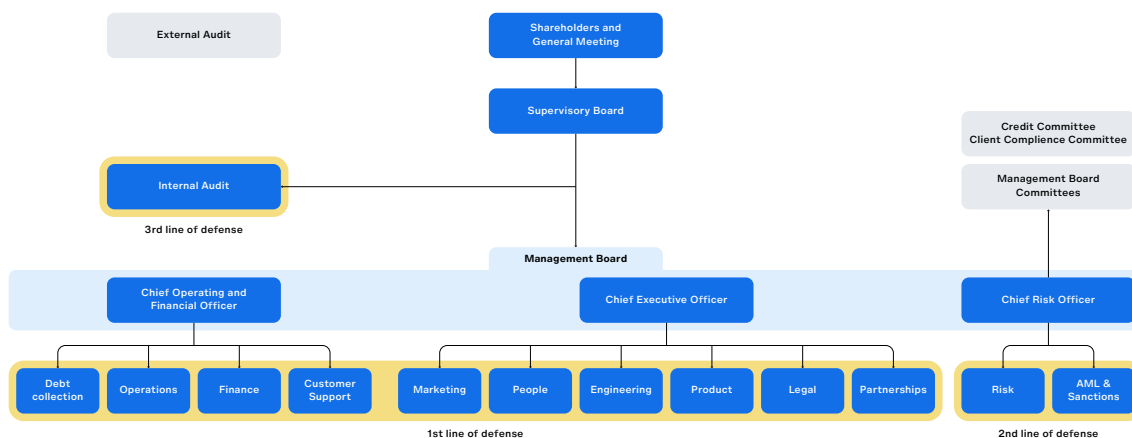 External Audit
Shareholders and
General Meeting
Supervisory Board
Credit Committee
Client Compliance Committee
Internal Audit
Management Board
Committees
3rd line of defense
Management Board
Chief Operating and
Financial Officer
Chief Executive Officer
Chief Risk Officer
Debt
collection
Operations
Finance
Customer
Support
Marketing
People
Engineering
Product
Legal
Partnerships
Risk
AML &
Sanctions
1st line of defense
2nd line of defense